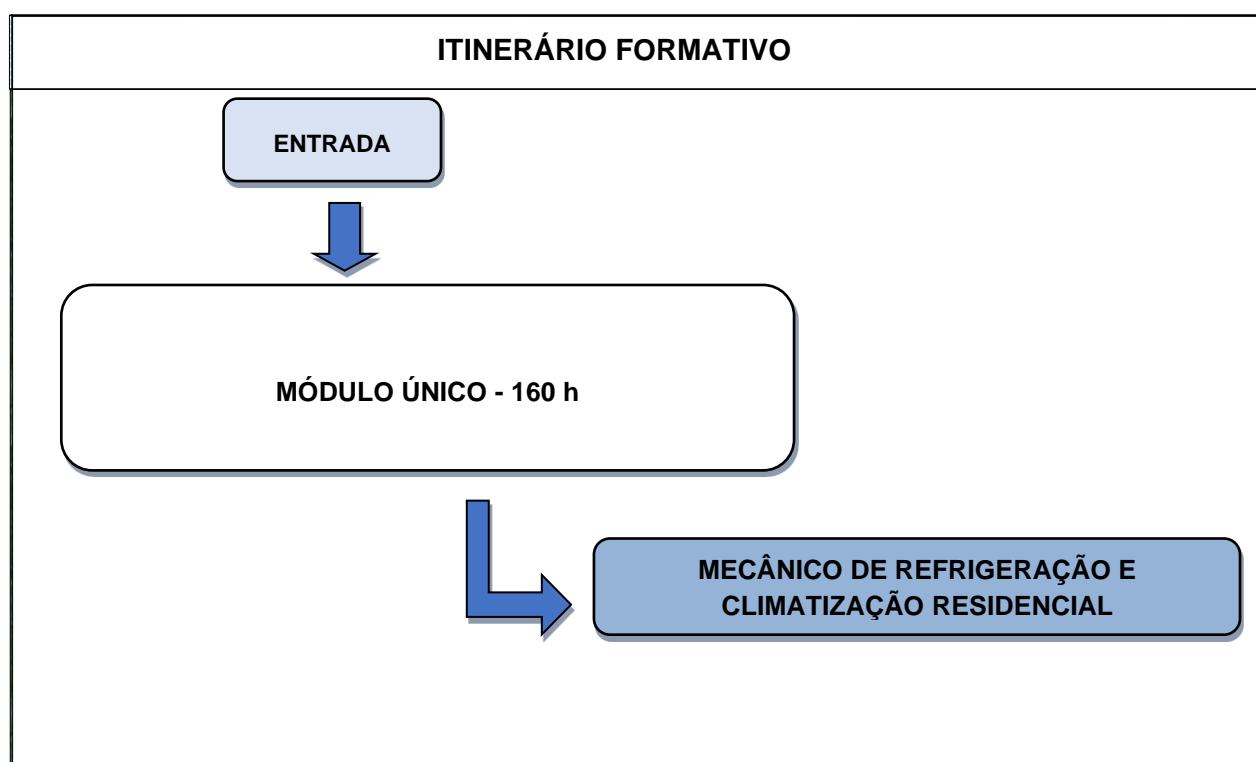 ITINERÁRIO FORMATIVO
ENTRADA
MÓDULO ÚNICO - 160 h
MECÂNICO DE REFRIGERAÇÃO E
CLIMATIZAÇÃO RESIDENCIAL